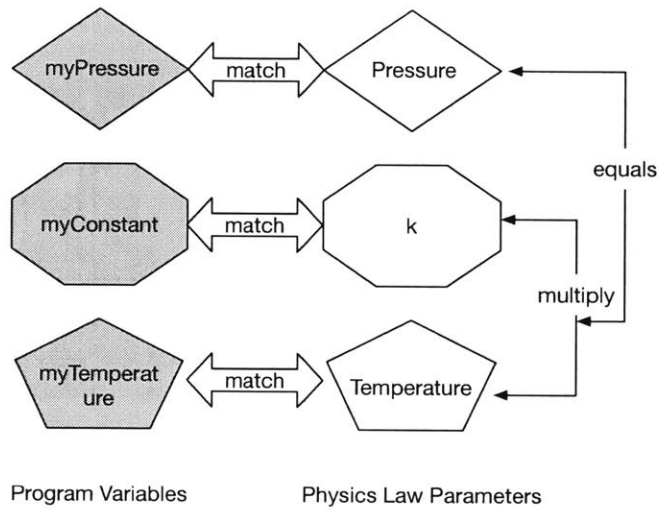 myPressure
match
Pressure
equals
myConstant
match
k
multiply
myTemperat
ure
match
Temperature
Program Variables
Physics Law Parameters